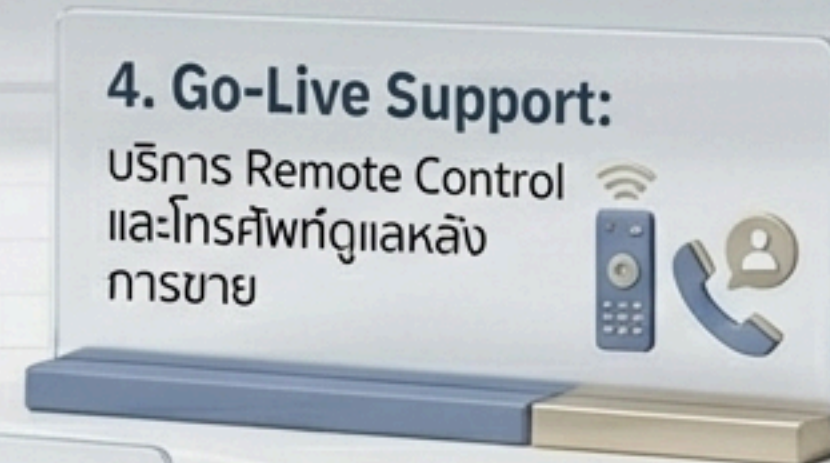 4. Go-Live Support:
บริการ Remote Control
และโทรศัพท์ดูแลหลัง
การขาย